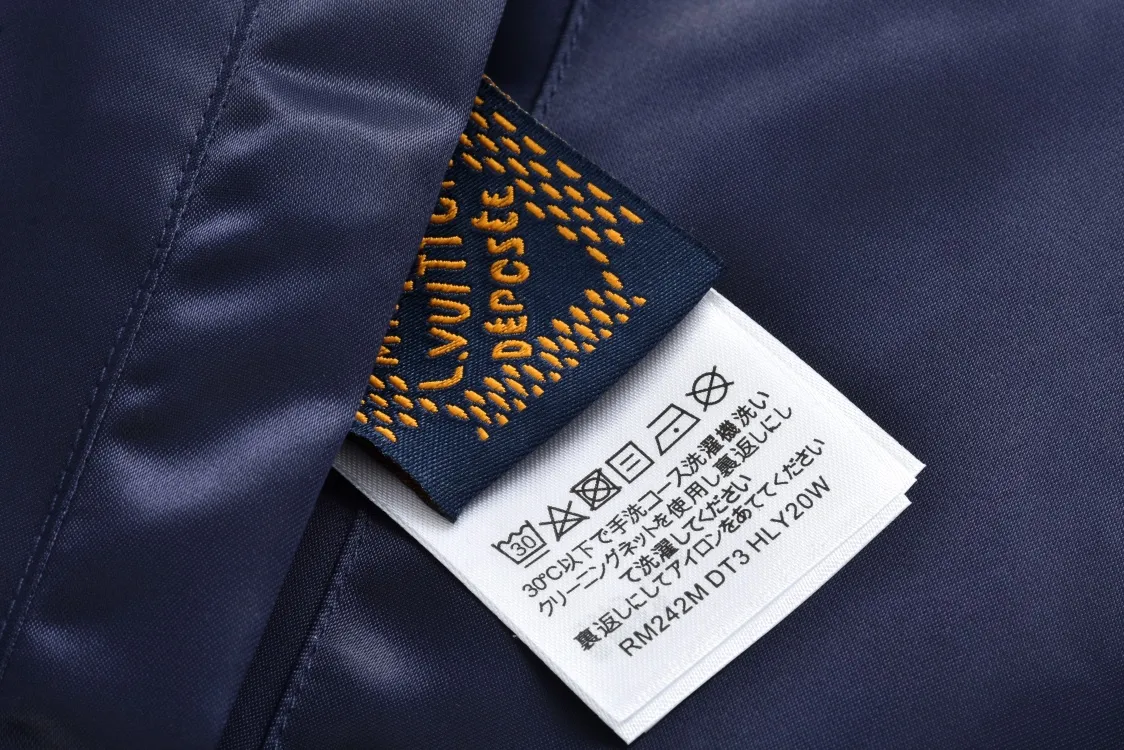 L.VUITTO
DEPOSÉE
30
30℃以下で手洗コース洗濯機洗い
クリーニングネットを使用し裏返しにし
て洗濯してください
裏返しにしてアイロンをあててください
RM242M DT3 HLY20W